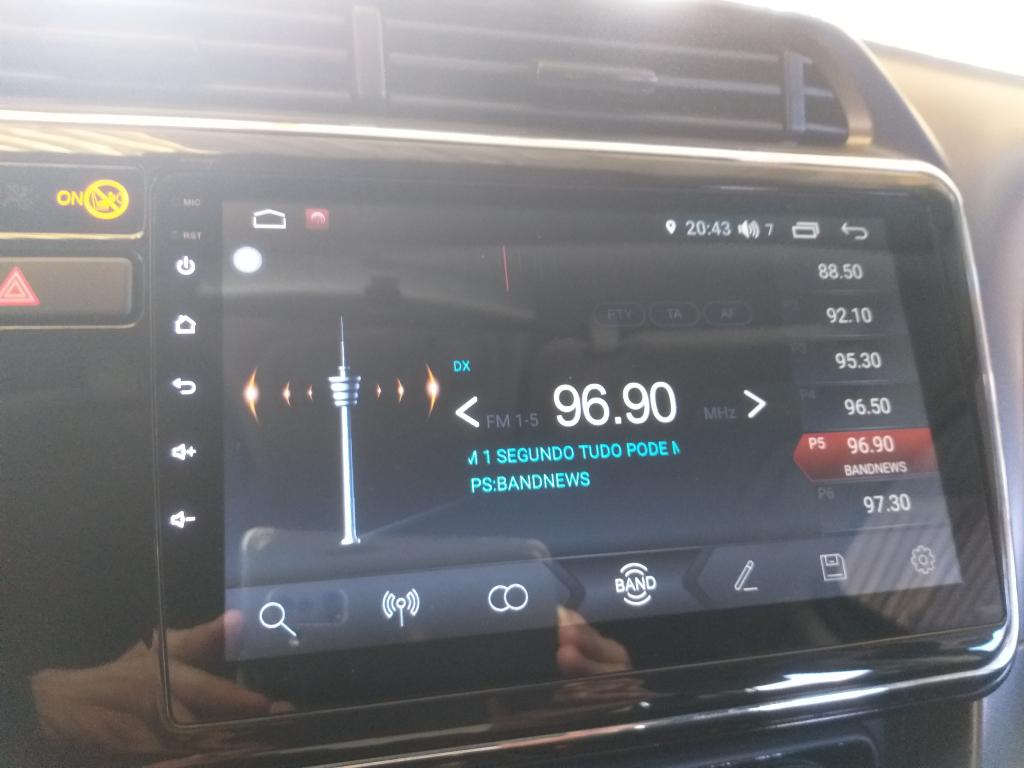 ON
MIC
RST
20:43 7
88.50
PTY TA AF
92.10
95.30
DX
P4 96.50
FM 1-5 96.90 MHz
P5 96.90
BANDNEWS
1 SEGUNDO TUDO PODE
PS:BANDNEWS
P6 97.30
BAND